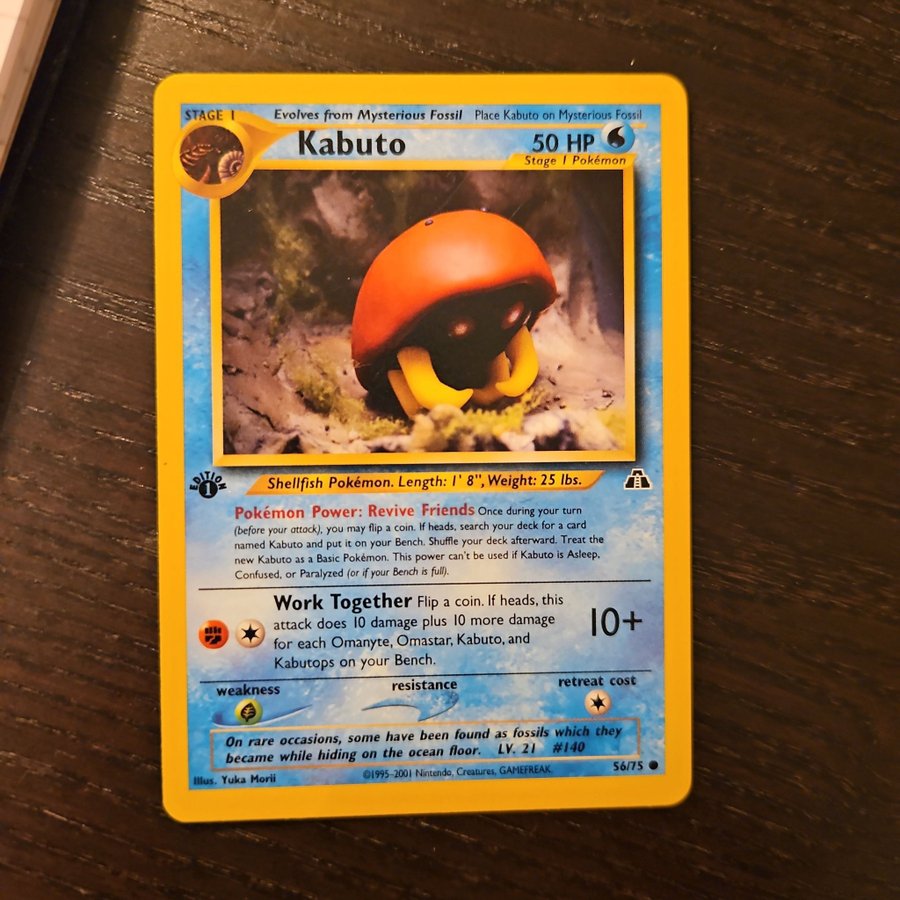 STAGE 1 Evolves from Mysterious Fossil Place Kabuto on Mysterious Fossil
Kabuto 50 HP
Stage 1 Pokémon
EDITION
1
Shellfish Pokémon. Length: 1' 8", Weight: 25 lbs.
Pokémon Power: Revive Friends Once during your turn
(before your attack), you may flip a coin. If heads, search your deck for a card
named Kabuto and put it on your Bench. Shuffle your deck afterward. Treat the
new Kabuto as a Basic Pokémon. This power can't be used if Kabuto is Asleep,
Confused, or Paralyzed (or if your Bench is full).
Work Together Flip a coin. If heads, this
attack does 10 damage plus 10 more damage
for each Omanyte, Omastar, Kabuto, and
Kabutops on your Bench.
10+
weakness resistance retreat cost
On rare occasions, some have been found as fossils which they
became while hiding on the ocean floor. LV. 21 #140
Illus. Yuka Morii ©1995-2001 Nintendo, Creatures, GAMEFREAK. 56/75